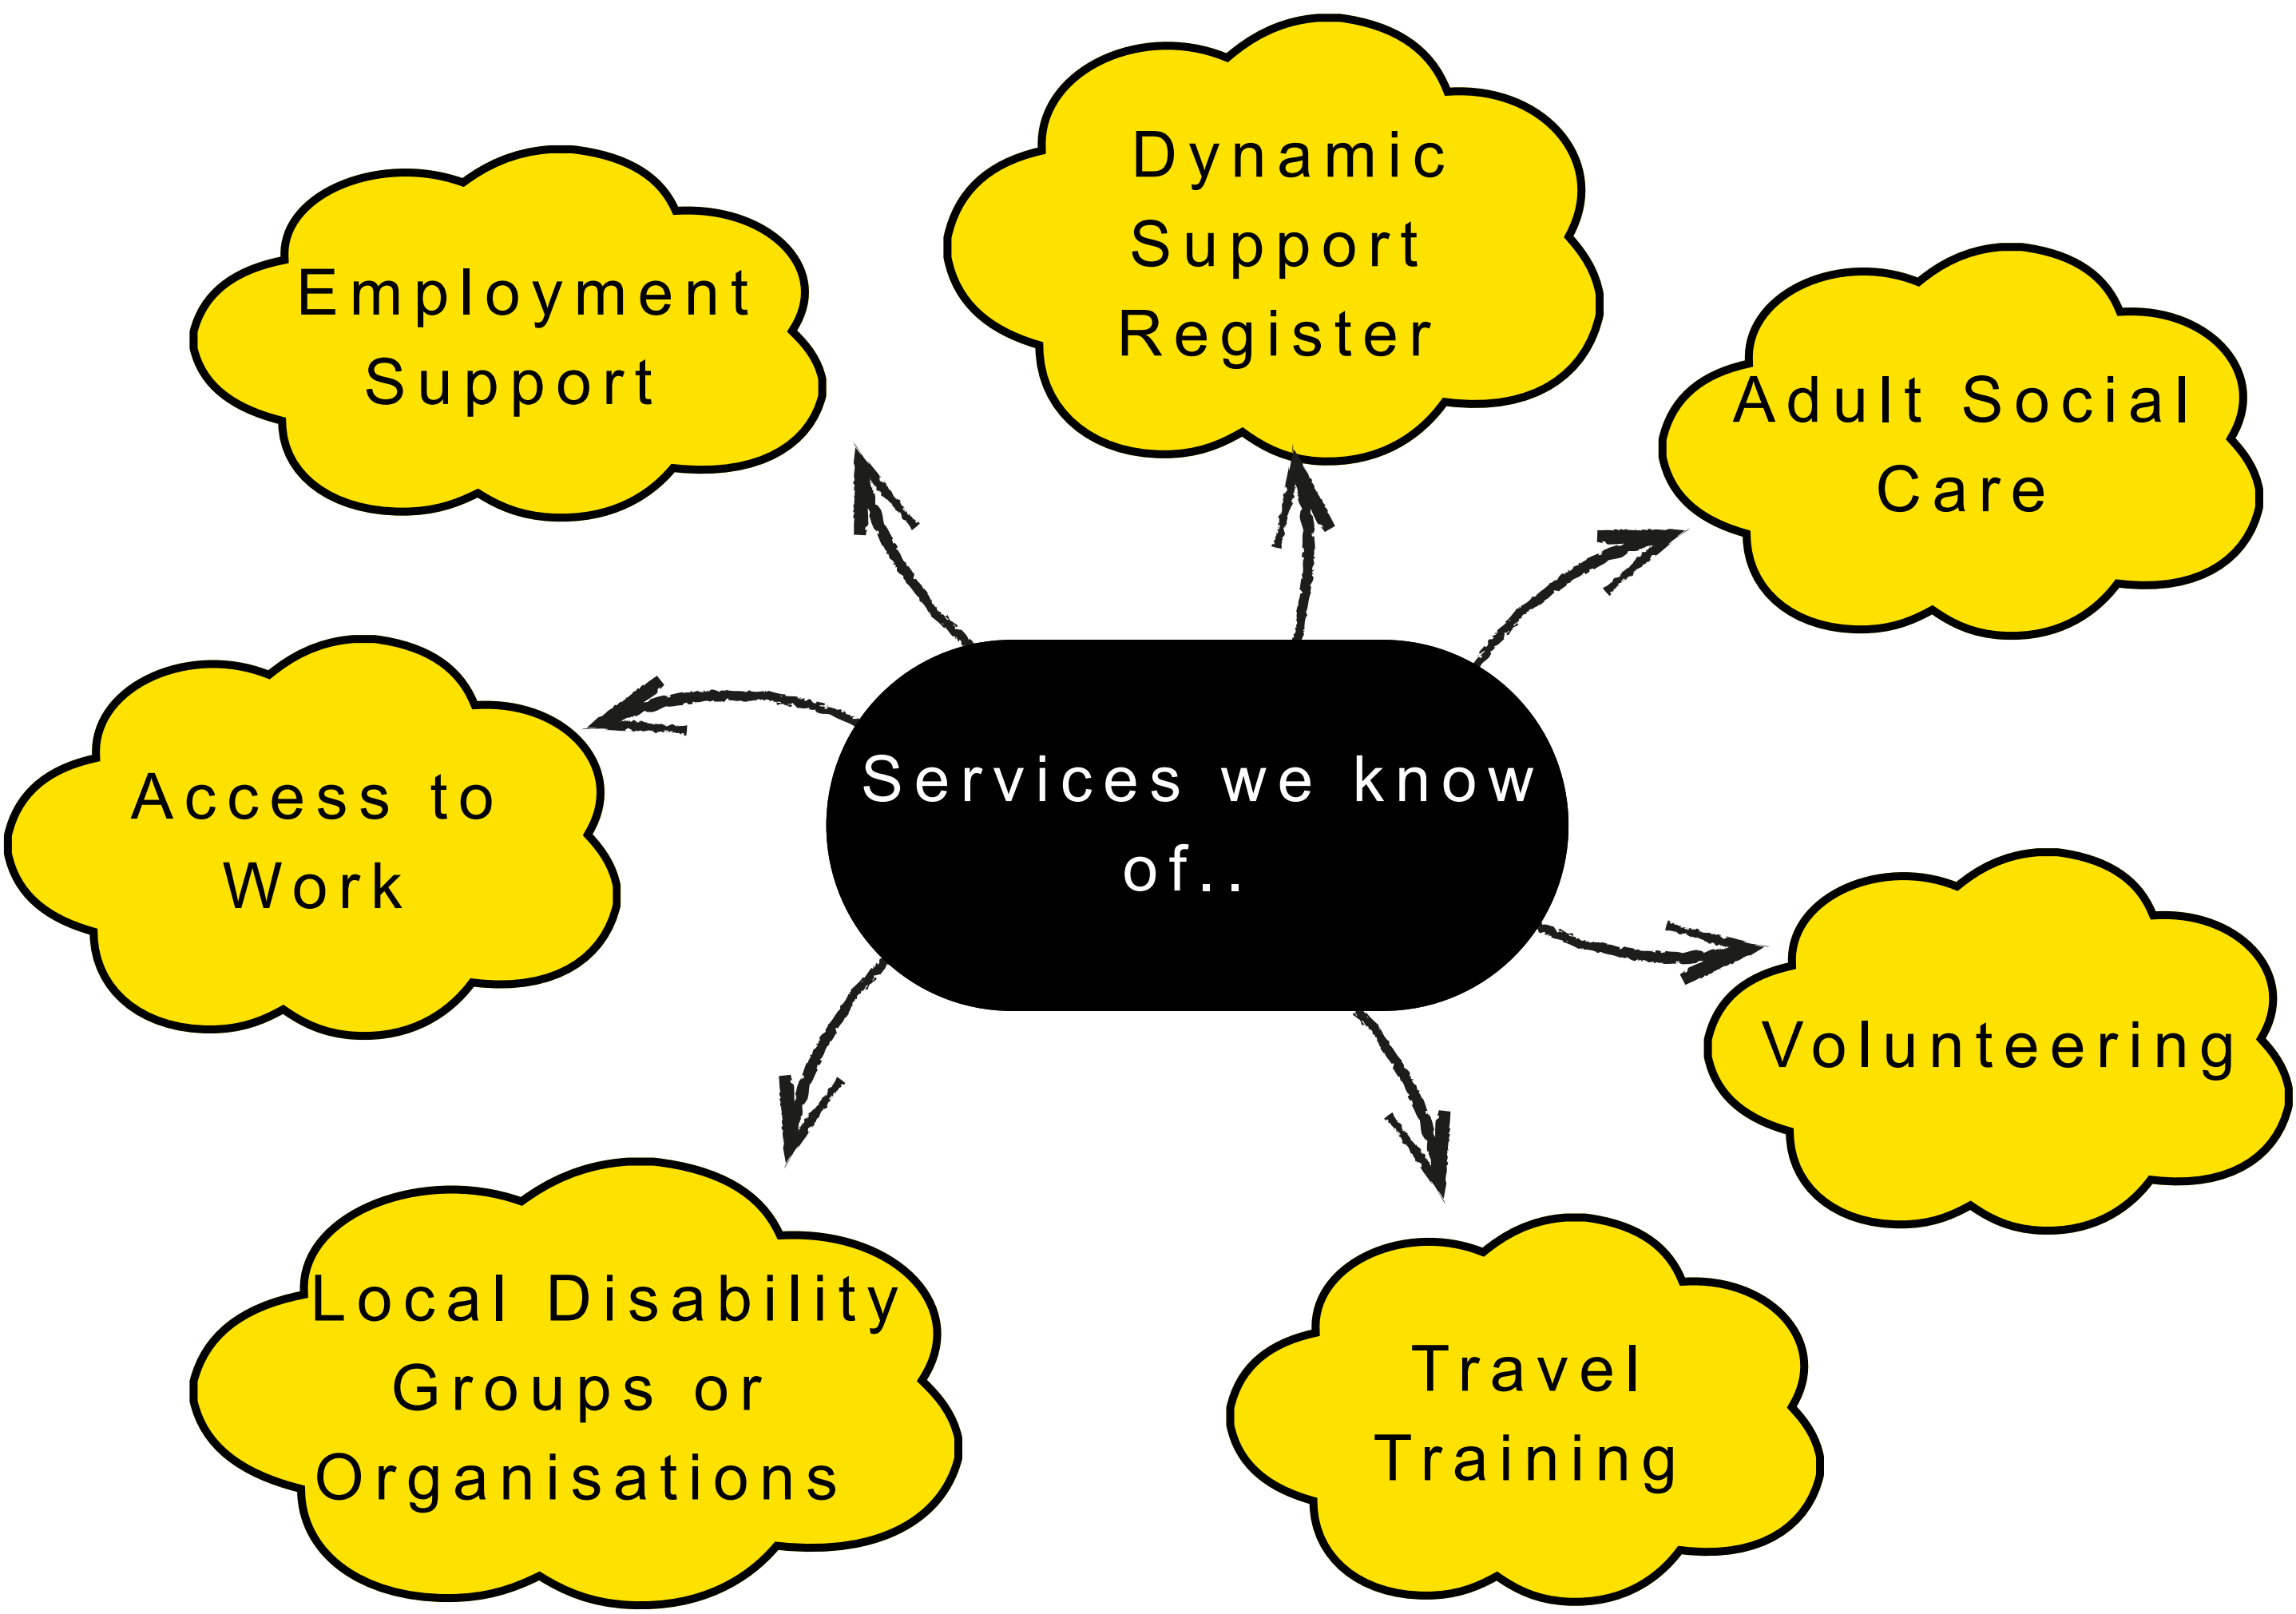 Dynamic
Support
Register
Employment
Support
Adult Social
Care
Access to
Work
Services we know
of..
Volunteering
Local Disability
Groups or
Organisations
Travel
Training